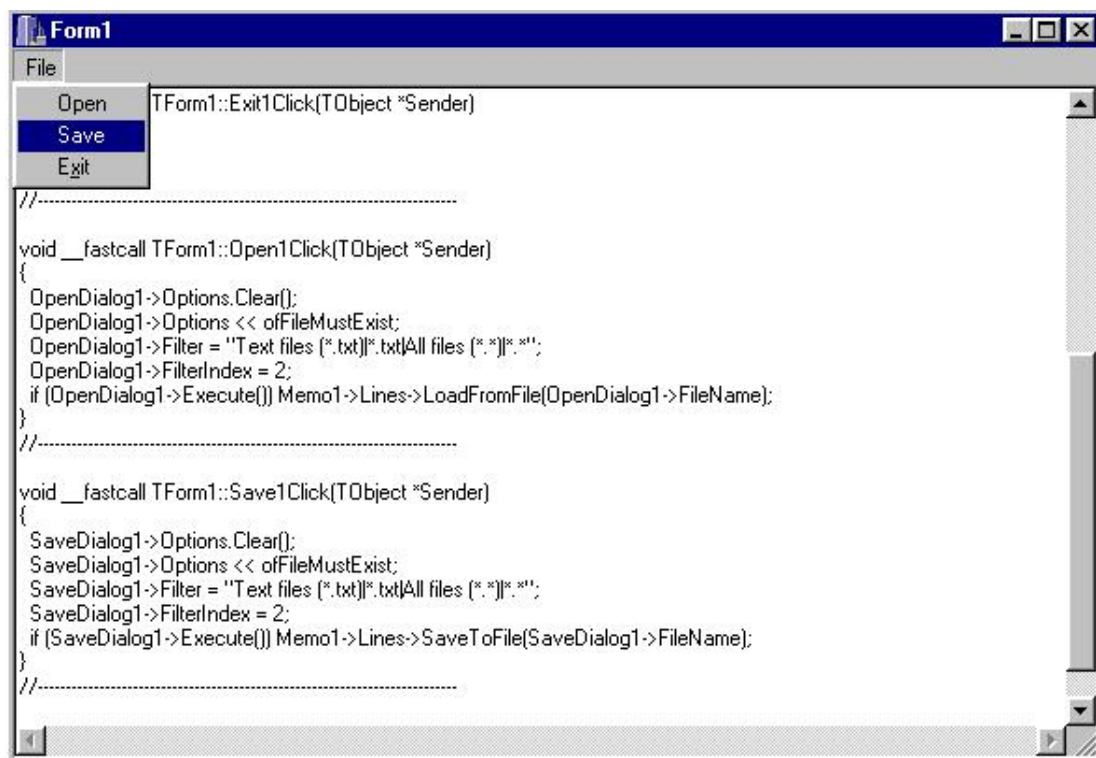 Form1
File
Open
Save
Exit
TForm1::Exit1Click(TObject *Sender)
//---------------------------------------------------------------------------
void __fastcall TForm1::Open1Click(TObject *Sender)
{
OpenDialog1->Options.Clear();
OpenDialog1->Options << ofFileMustExist;
OpenDialog1->Filter = "Text files (*.txt)|*.txt|All files (*.*)|*.*";
OpenDialog1->FilterIndex = 2;
if (OpenDialog1->Execute()) Memo1->Lines->LoadFromFile(OpenDialog1->FileName);
}
//---------------------------------------------------------------------------
void __fastcall TForm1::Save1Click(TObject *Sender)
{
SaveDialog1->Options.Clear();
SaveDialog1->Options << ofFileMustExist;
SaveDialog1->Filter = "Text files (*.txt)|*.txt|All files (*.*)|*.*";
SaveDialog1->FilterIndex = 2;
if (SaveDialog1->Execute()) Memo1->Lines->SaveToFile(SaveDialog1->FileName);
}
//---------------------------------------------------------------------------